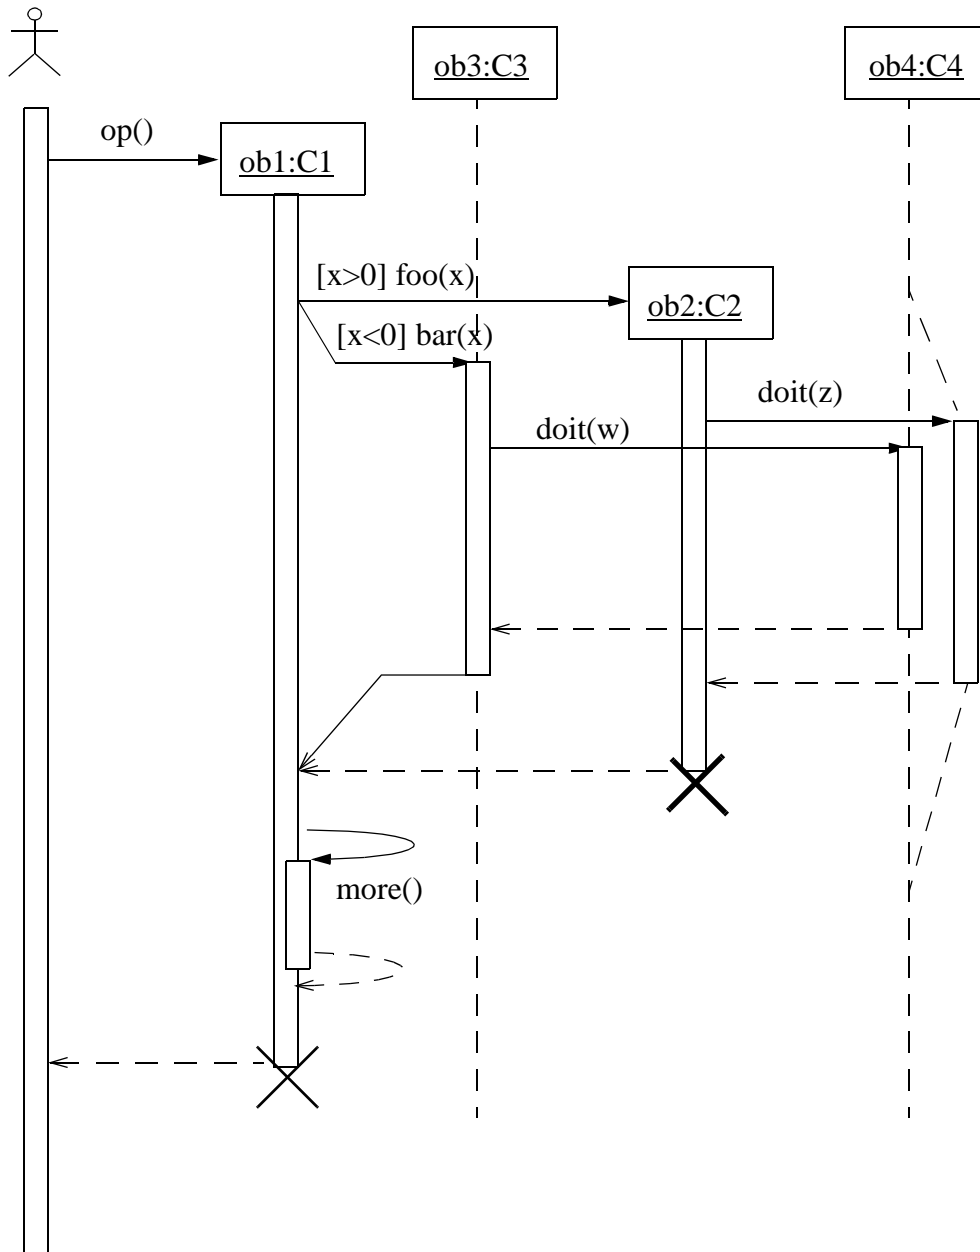 ob3:C3
ob4:C4
op()
ob1:C1
[x>0] foo(x)
ob2:C2
[x<0] bar(x)
doit(z)
doit(w)
more()